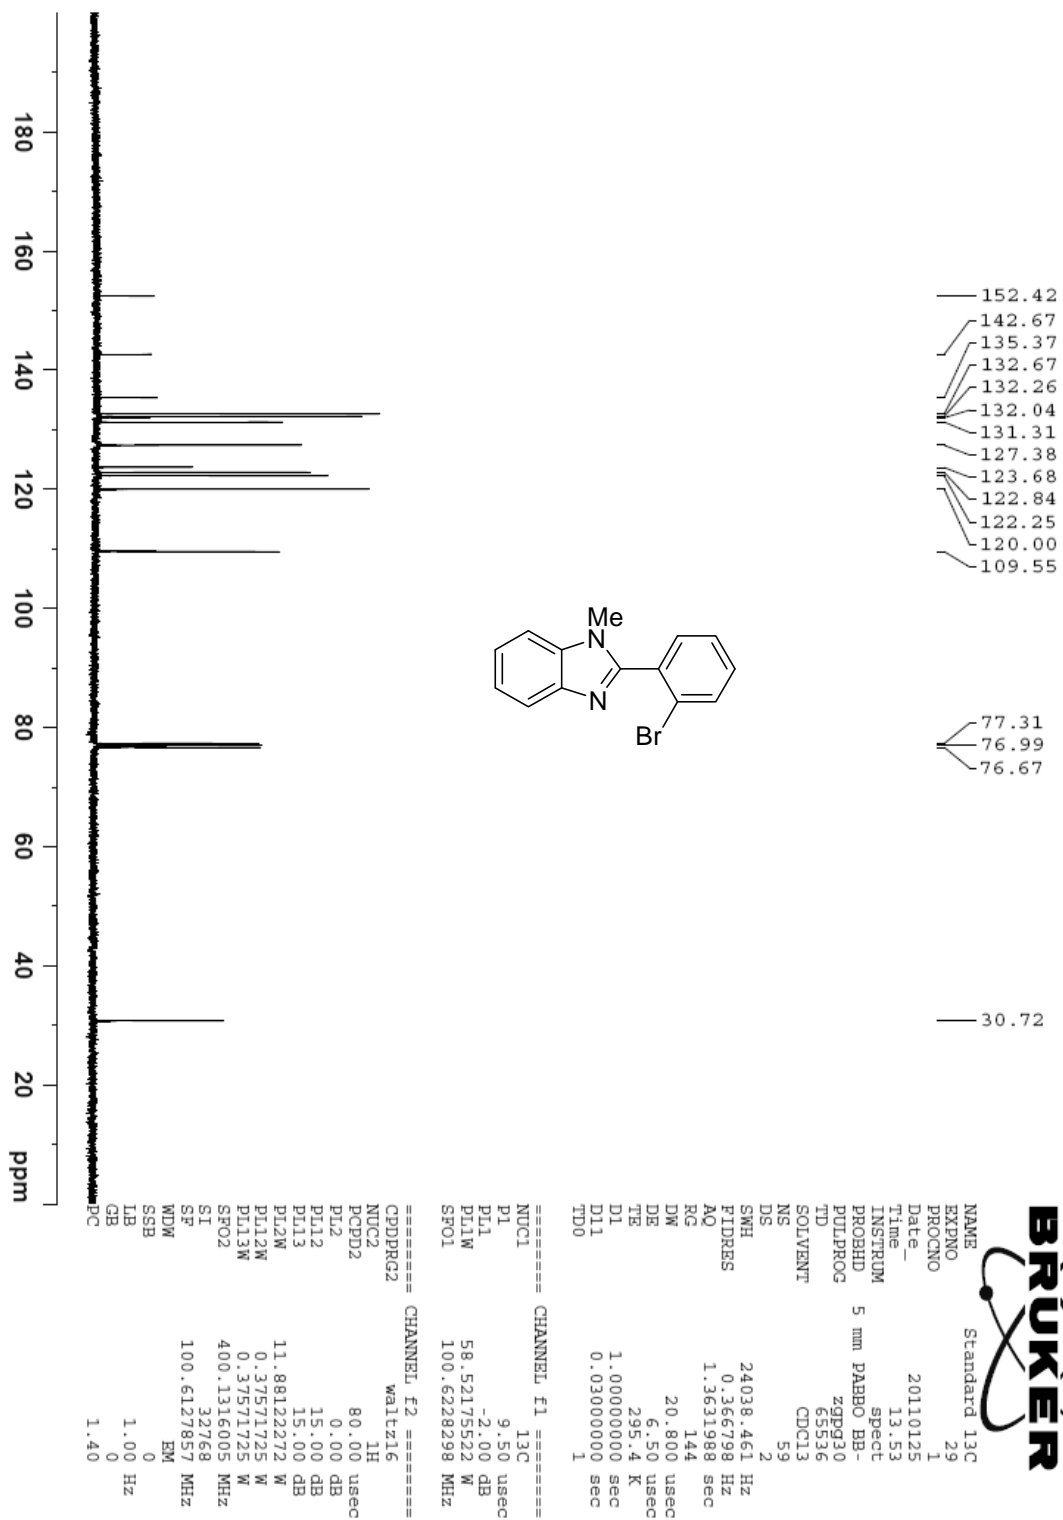 152.42
142.67
135.37
132.67
132.26
132.04
131.31
127.38
123.68
122.84
122.25
120.00
109.55
77.31
76.99
76.67
30.72
Me
N
N
Br
180 160 140 120 100 80 60 40 20 ppm
BRUKER
NAME Standard 13C
EXPNO 29
PROCNO 1
Date_ 20110125
Time 13.53
INSTRUM spect
PROBHD 5 mm PABBO BB-
PULPROG zgpg30
TD 65536
SOLVENT CDCl3
NS 59
DS 2
SWH 24038.461 Hz
FIDRES 0.366798 Hz
AQ 1.3631988 sec
RG 144
DW 20.800 usec
DE 6.50 usec
TE 295.4 K
D1 1.00000000 sec
D11 0.03000000 sec
TD0 1
======== CHANNEL f1 ========
NUC1 13C
P1 9.50 usec
PL1 -2.00 dB
PL1W 58.52175522 W
SFO1 100.6228298 MHz
======== CHANNEL f2 ========
CPDPRG2 waltz16
NUC2 1H
PCPD2 80.00 usec
PL2 0.00 dB
PL12 15.00 dB
PL13 15.00 dB
PL2W 11.88122272 W
PL12W 0.37571725 W
PL13W 0.37571725 W
SFO2 400.1316005 MHz
SI 32768
SF 100.6127857 MHz
WDW EM
SSB 0
LB 1.00 Hz
GB 0
PC 1.40